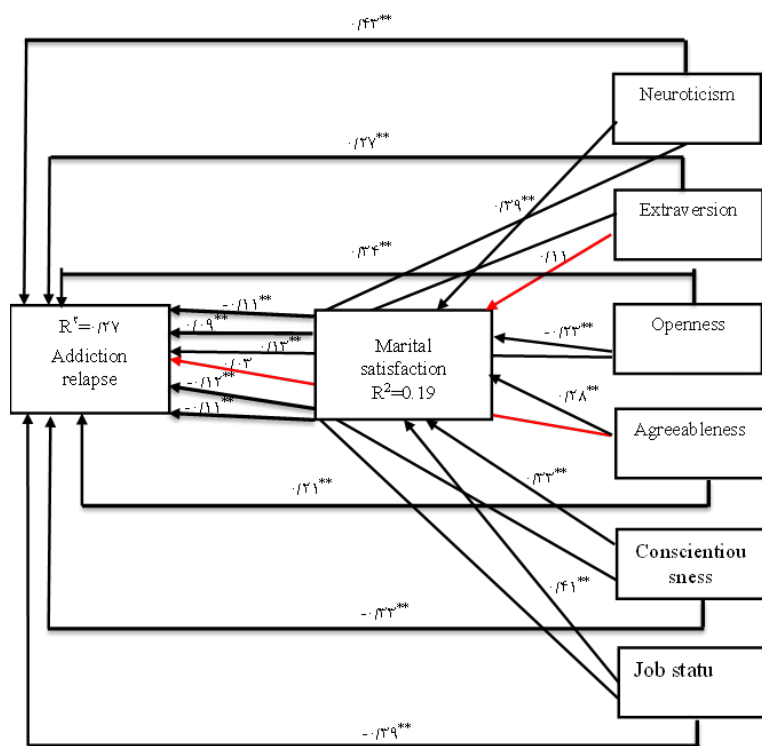 ۰/۴۳**
Neuroticism
۰/۲۷**
۰/۳۹**
Extraversion
۰/۳۴**
۰/۱۱
-۰/۱۱**
R۲=۰/۲۷
۰/۰۹**
Addiction
relapse
۰/۱۳**
۰/۰۳
-۰/۱۲**
-۰/۱۱**
Marital
satisfaction
R²=0.19
-۰/۲۳**
Openness
۰/۲۸**
Agreeableness
۰/۲۱**
۰/۳۳**
Conscientiou
sness
۰/۴۱**
-۰/۳۳**
Job statu
-۰/۳۹**